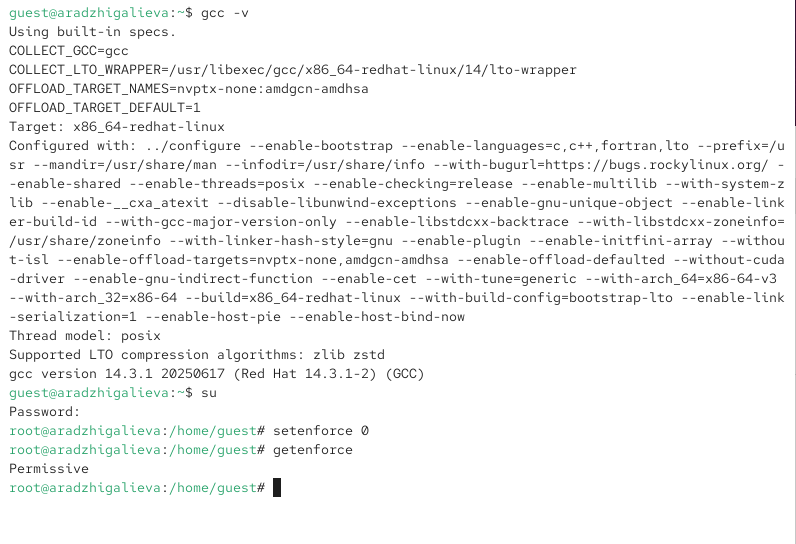 guest@aradzhigalieva:~$ gcc -v
Using built-in specs.
COLLECT_GCC=gcc
COLLECT_LTO_WRAPPER=/usr/libexec/gcc/x86_64-redhat-linux/14/lto-wrapper
OFFLOAD_TARGET_NAMES=nvptx-none:amdgcn-amdhsa
OFFLOAD_TARGET_DEFAULT=1
Target: x86_64-redhat-linux
Configured with: ../configure --enable-bootstrap --enable-languages=c,c++,fortran,lto --prefix=/u
sr --mandir=/usr/share/man --infodir=/usr/share/info --with-bugurl=https://bugs.rockylinux.org/ -
-enable-shared --enable-threads=posix --enable-checking=release --enable-multilib --with-system-z
lib --enable-__cxa_atexit --disable-libunwind-exceptions --enable-gnu-unique-object --enable-link
er-build-id --with-gcc-major-version-only --enable-libstdcxx-backtrace --with-libstdcxx-zoneinfo=
/usr/share/zoneinfo --with-linker-hash-style=gnu --enable-plugin --enable-initfini-array --withou
t-isl --enable-offload-targets=nvptx-none,amdgcn-amdhsa --enable-offload-defaulted --without-cuda
-driver --enable-gnu-indirect-function --enable-cet --with-tune=generic --with-arch_64=x86-64-v3
--with-arch_32=x86-64 --build=x86_64-redhat-linux --with-build-config=bootstrap-lto --enable-link
-serialization=1 --enable-host-pie --enable-host-bind-now
Thread model: posix
Supported LTO compression algorithms: zlib zstd
gcc version 14.3.1 20250617 (Red Hat 14.3.1-2) (GCC)
guest@aradzhigalieva:~$ su
Password:
root@aradzhigalieva:/home/guest# setenforce 0
root@aradzhigalieva:/home/guest# getenforce
Permissive
root@aradzhigalieva:/home/guest#